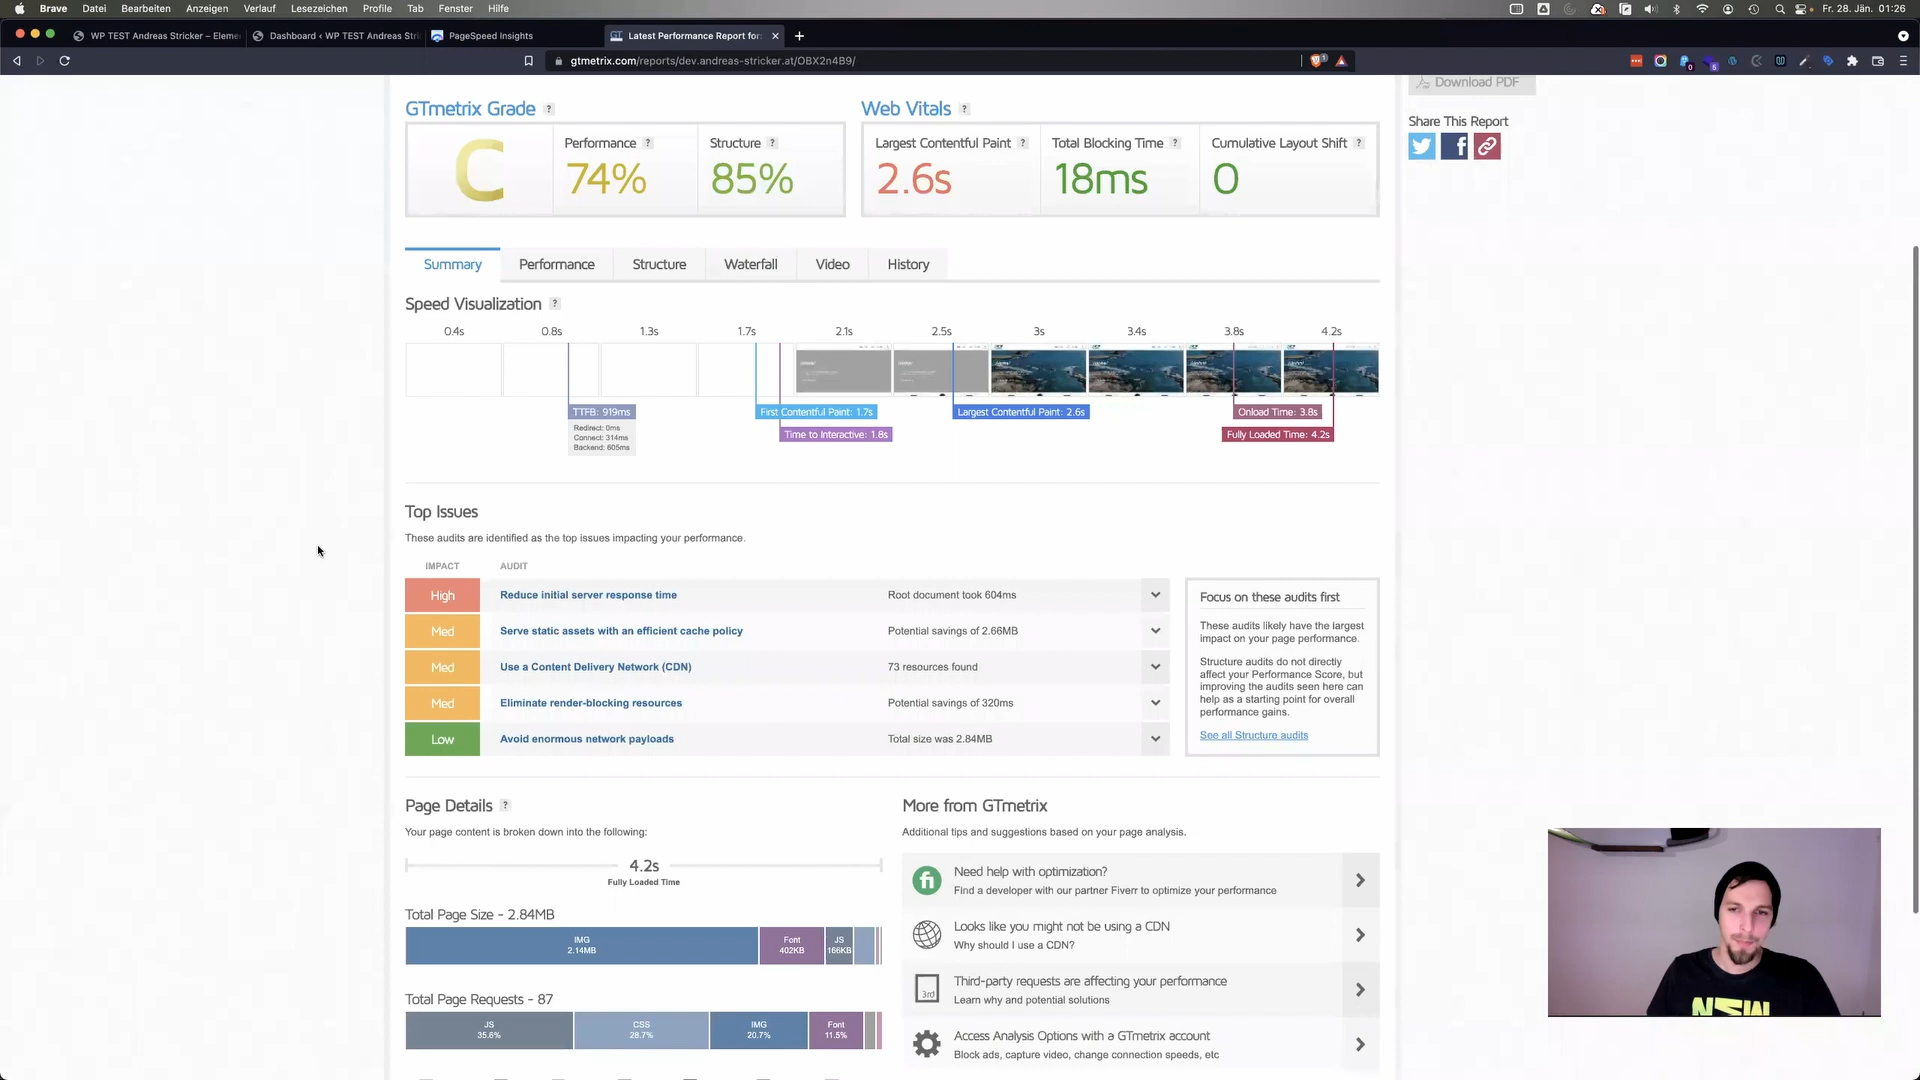 Brave Datei Bearbeiten Anzeigen Verlauf Lesezeichen Profile Tab Fenster Hilfe
Fr. 28. Jän. 01:26
WP TEST Andreas Stricker – Eleme
Dashboard ‹ WP TEST Andreas Stri
PageSpeed Insights
Latest Performance Report for:
gtmetrix.com/reports/dev.andreas-stricker.at/OBX2n4B9/
Download PDF
GTmetrix Grade ?
Web Vitals ?
Share This Report
C
Performance ?
74%
Structure ?
85%
Largest Contentful Paint ?
2.6s
Total Blocking Time ?
18ms
Cumulative Layout Shift ?
0
Summary Performance Structure Waterfall Video History
Speed Visualization ?
0.4s 0.8s 1.3s 1.7s 2.1s 2.5s 3s 3.4s 3.8s 4.2s
TTFB: 919ms
Redirect: 0ms
Connect: 314ms
Backend: 605ms
First Contentful Paint: 1.7s
Time to Interactive: 1.8s
Largest Contentful Paint: 2.6s
Onload Time: 3.8s
Fully Loaded Time: 4.2s
Top Issues
These audits are identified as the top issues impacting your performance.
IMPACT AUDIT
High Reduce initial server response time Root document took 604ms
Med Serve static assets with an efficient cache policy Potential savings of 2.66MB
Med Use a Content Delivery Network (CDN) 73 resources found
Med Eliminate render-blocking resources Potential savings of 320ms
Low Avoid enormous network payloads Total size was 2.84MB
Focus on these audits first
These audits likely have the largest
impact on your page performance.
Structure audits do not directly
affect your Performance Score, but
improving the audits seen here can
help as a starting point for overall
performance gains.
See all Structure audits
Page Details ?
Your page content is broken down into the following:
4.2s
Fully Loaded Time
Total Page Size - 2.84MB
IMG
2.14MB
Font
402KB
JS
166KB
Total Page Requests - 87
JS
35.6%
CSS
28.7%
IMG
20.7%
Font
11.5%
More from GTmetrix
Additional tips and suggestions based on your page analysis.
fi
Need help with optimization?
Find a developer with our partner Fiverr to optimize your performance
Looks like you might not be using a CDN
Why should I use a CDN?
3rd
Third-party requests are affecting your performance
Learn why and potential solutions
Access Analysis Options with a GTmetrix account
Block ads, capture video, change connection speeds, etc